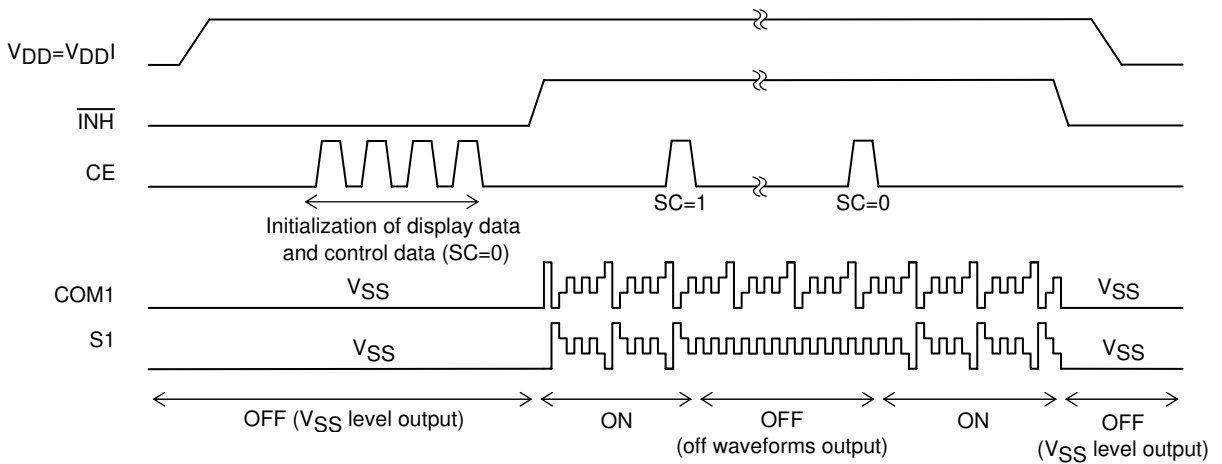 VDD=VDDI
INH
CE
SC=1
SC=0
Initialization of display data
and control data (SC=0)
COM1
VSS
VSS
S1
VSS
VSS
OFF (VSS level output)
ON
OFF
(off waveforms output)
ON
OFF
(VSS level output)